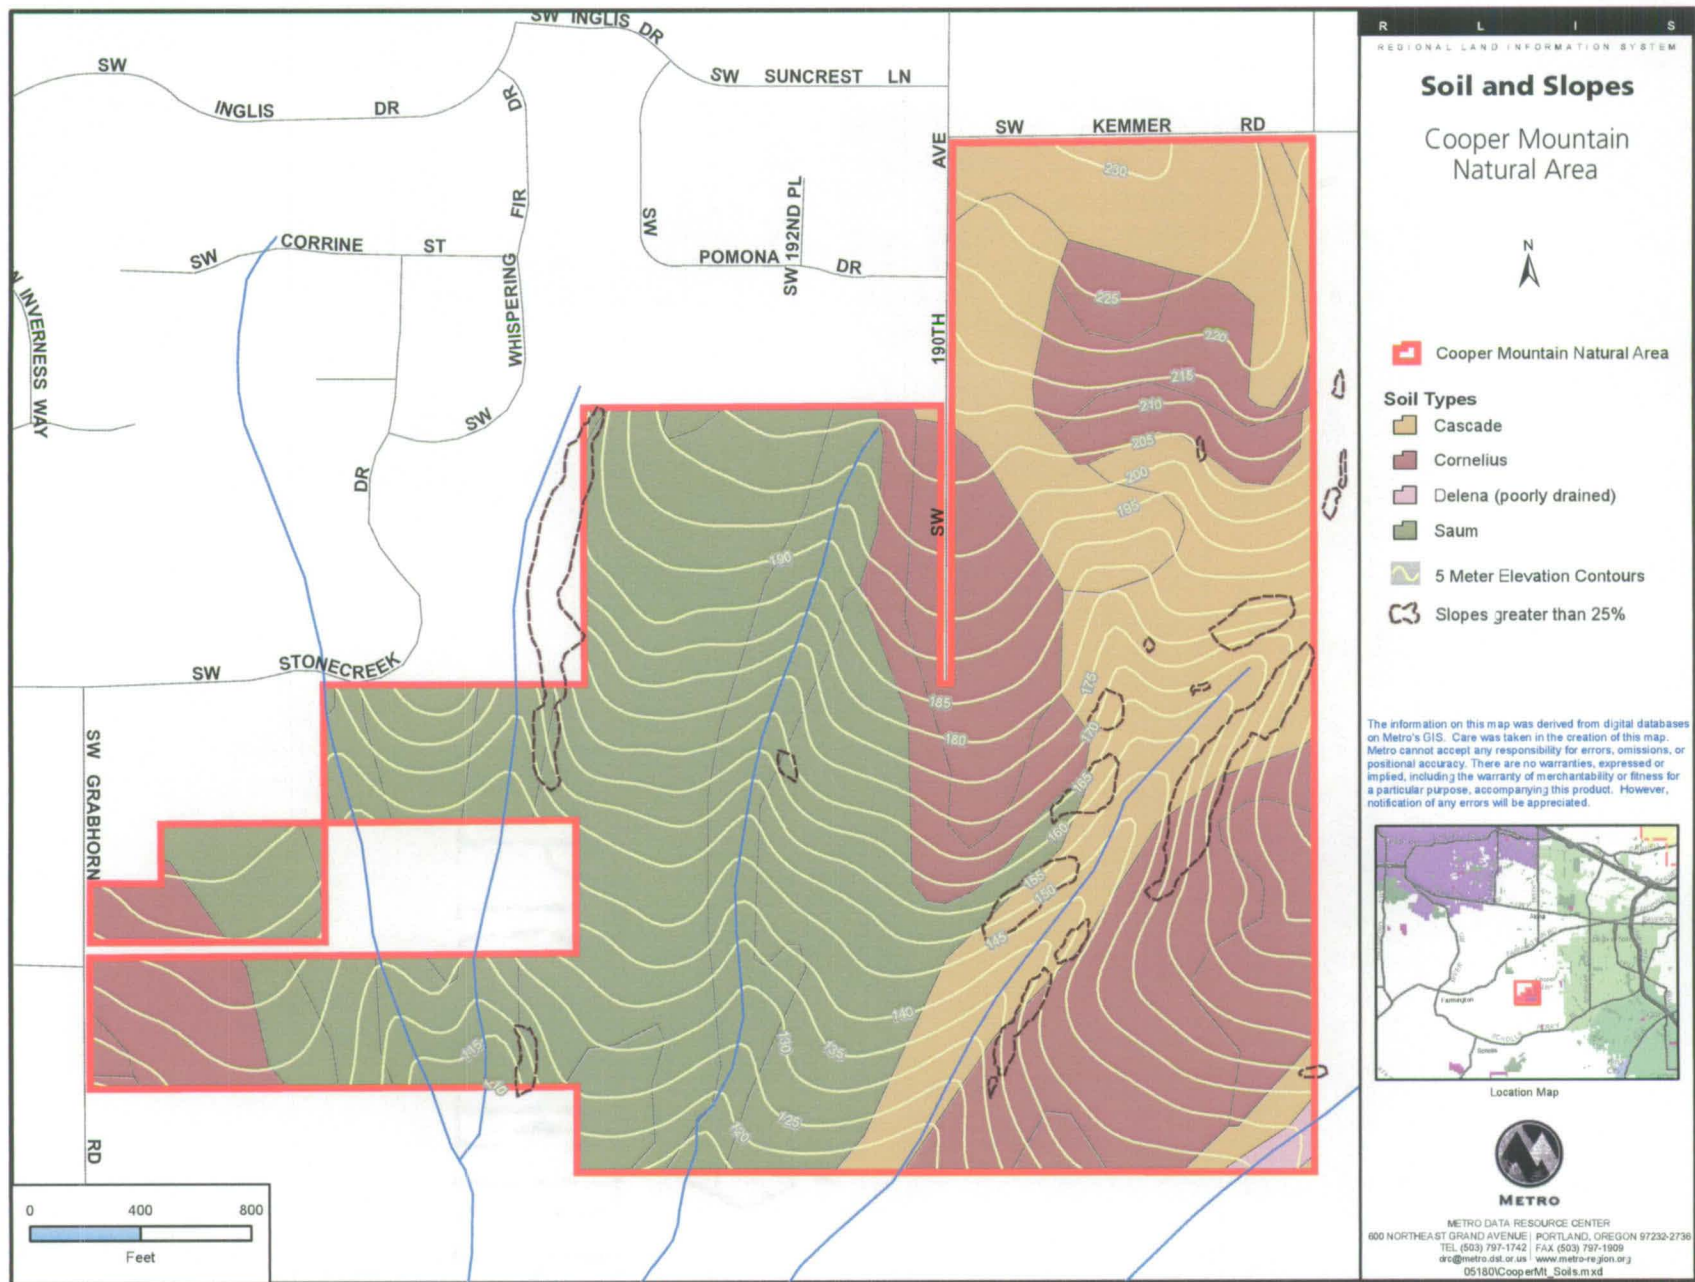 SW INGLIS DR
SW
INGLIS
DR
DR
SW SUNCREST LN
SW KEMMER RD
AVE
190TH
SW
SW
CORRINE
ST
FIR
WHISPERING
SW
DR
SW
POMONA
DR
SW 192ND PL
INVERNESS WAY
SW
STONECREEK
SW GRABHORN
RD
230
225
220
215
210
205
200
195
190
185
180
175
170
165
160
155
150
145
140
135
130
125
120
115
110
0 400 800
Feet
R L I S
REGIONAL LAND INFORMATION SYSTEM
Soil and Slopes
Cooper Mountain
Natural Area
N
Cooper Mountain Natural Area
Soil Types
Cascade
Cornelius
Delena (poorly drained)
Saum
5 Meter Elevation Contours
Slopes greater than 25%
The information on this map was derived from digital databases
on Metro's GIS. Care was taken in the creation of this map.
Metro cannot accept any responsibility for errors, omissions, or
positional accuracy. There are no warranties, expressed or
implied, including the warranty of merchantability or fitness for
a particular purpose, accompanying this product. However,
notification of any errors will be appreciated.
Farmington
Location Map
METRO
METRO DATA RESOURCE CENTER
600 NORTHEAST GRAND AVENUE | PORTLAND, OREGON 97232-2736
TEL (503) 797-1742 | FAX (503) 797-1909
drc@metro.dst.or.us | www.metro-region.org
05180\CooperMt_Soils.mxd